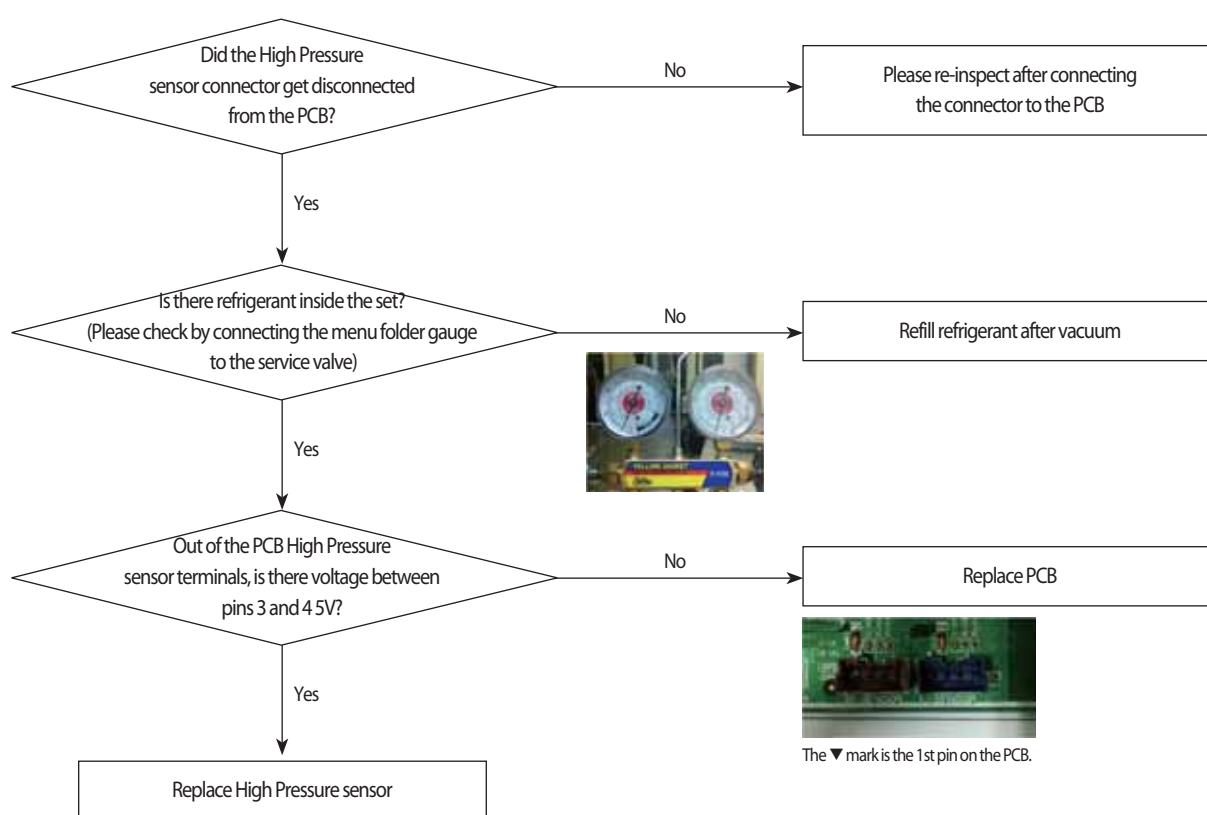 Did the High Pressure
sensor connector get disconnected
from the PCB?
No
Please re-inspect after connecting
the connector to the PCB
Yes
Is there refrigerant inside the set?
(Please check by connecting the menu folder gauge
to the service valve)
No
Refill refrigerant after vacuum
YELLOW JACKET
Yes
Out of the PCB High Pressure
sensor terminals, is there voltage between
pins 3 and 4 5V?
No
Replace PCB
Yes
The ▼ mark is the 1st pin on the PCB.
Replace High Pressure sensor